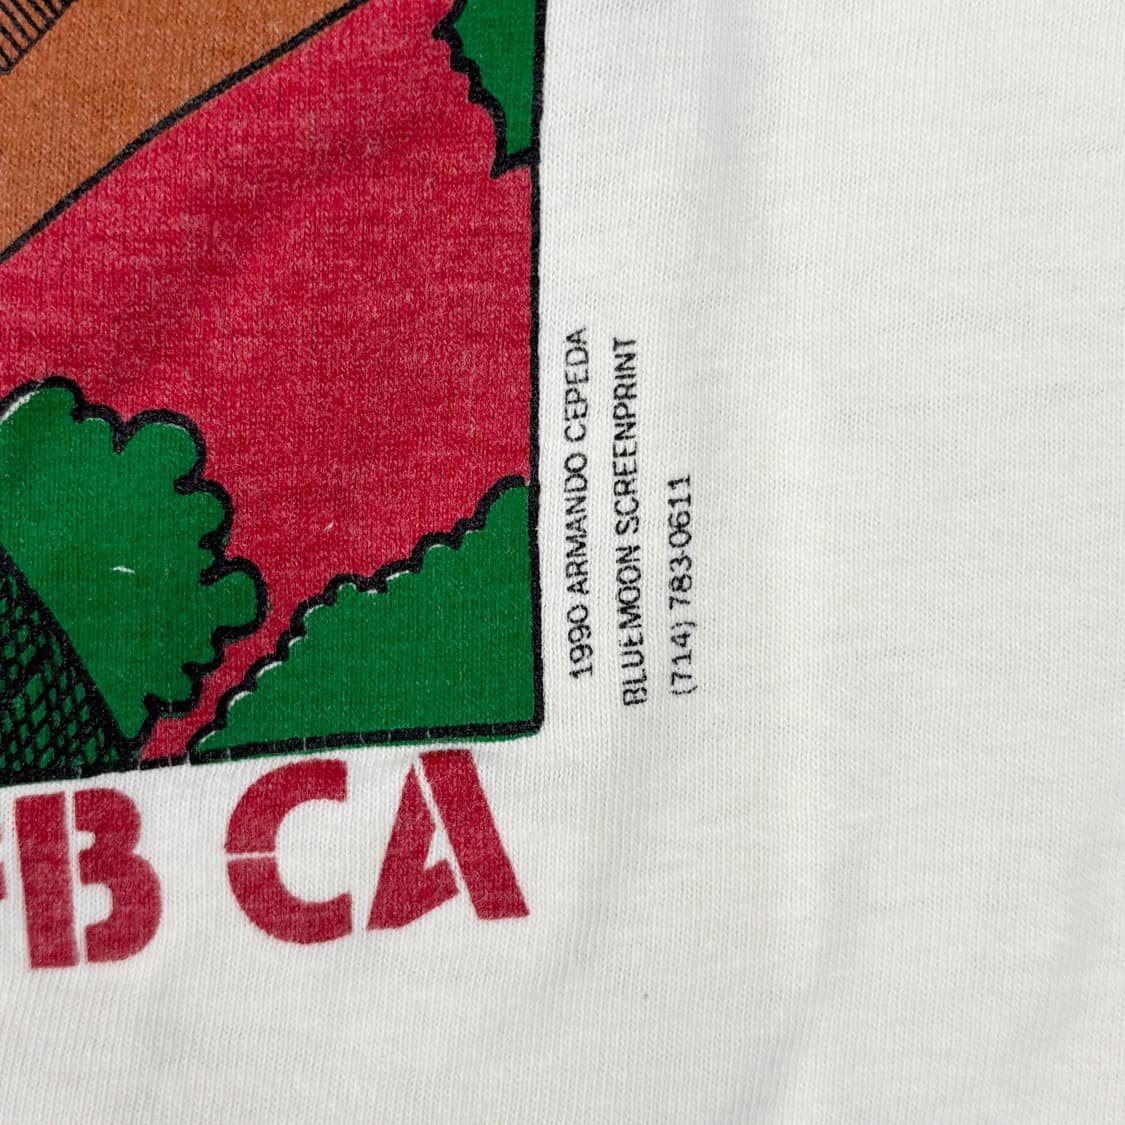 1990 ARMANDO CEPEDA
BLUEMOON SCREENPRINT
(714) 783-0611
B CA